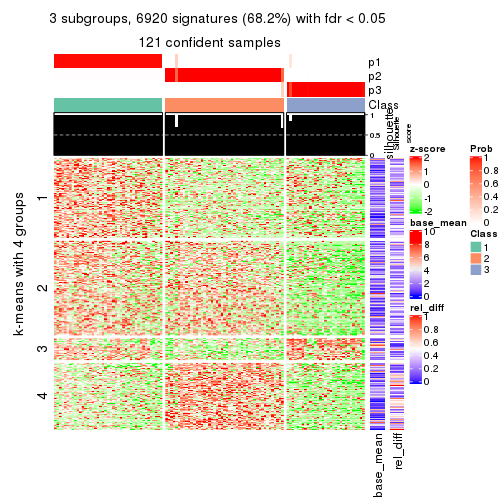 3 subgroups, 6920 signatures (68.2%) with fdr < 0.05
121 confident samples
p1
p2
p3
Class
1
0.5
0
silhouette
Silhouette
score
k-means with 4 groups
1
2
3
4
base_mean
rel_diff
z-score
2
1
0
-1
-2
base_mean
10
8
6
4
2
0
rel_diff
1
0.8
0.6
0.4
0.2
0
Prob
1
0.8
0.6
0.4
0.2
0
Class
1
2
3